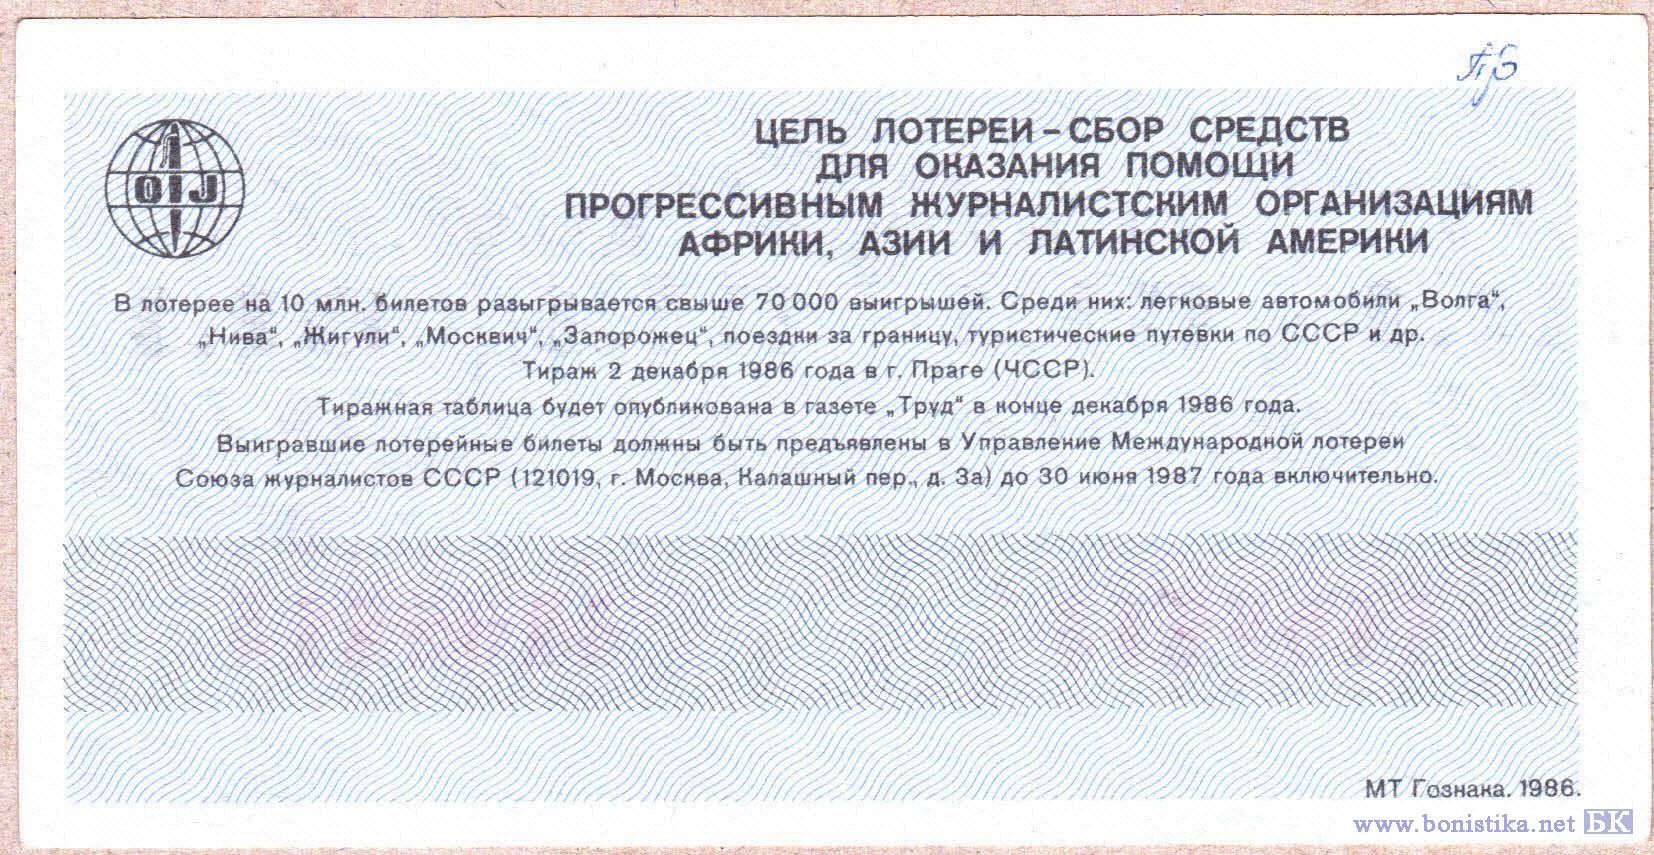 OIJ
ЦЕЛЬ ЛОТЕРЕИ – СБОР СРЕДСТВ
ДЛЯ ОКАЗАНИЯ ПОМОЩИ
ПРОГРЕССИВНЫМ ЖУРНАЛИСТСКИМ ОРГАНИЗАЦИЯМ
АФРИКИ, АЗИИ И ЛАТИНСКОЙ АМЕРИКИ
В лотерее на 10 млн. билетов разыгрывается свыше 70 000 выигрышей. Среди них: легковые автомобили „Волга“,
„Нива“, „Жигули“, „Москвич“, „Запорожец“, поездки за границу, туристические путевки по СССР и др.
Тираж 2 декабря 1986 года в г. Праге (ЧССР).
Тиражная таблица будет опубликована в газете „Труд“ в конце декабря 1986 года.
Выигравшие лотерейные билеты должны быть предъявлены в Управление Международной лотереи
Союза журналистов СССР (121019, г. Москва, Калашный пер., д. 3а) до 30 июня 1987 года включительно.
МТ Гознака. 1986.
www.bonistika.net БК